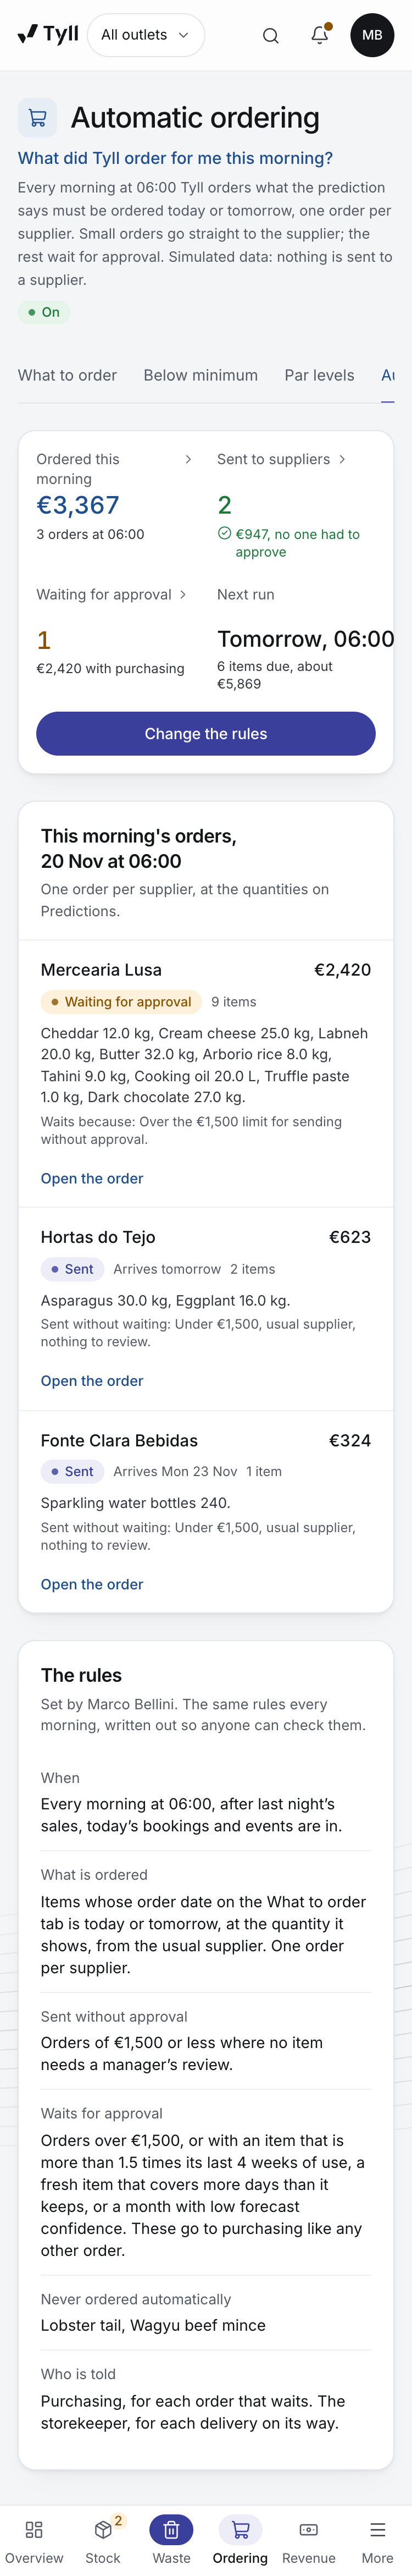 Tyll
All outlets
MB
Automatic ordering
What did Tyll order for me this morning?
Every morning at 06:00 Tyll orders what the prediction
says must be ordered today or tomorrow, one order per
supplier. Small orders go straight to the supplier; the
rest wait for approval. Simulated data: nothing is sent to
a supplier.
On
What to order Below minimum Par levels
Ordered this
morning
€3,367
3 orders at 06:00
Sent to suppliers
2
€947, no one had to
approve
Waiting for approval
1
€2,420 with purchasing
Next run
Tomorrow, 06:00
6 items due, about
€5,869
Change the rules
This morning's orders,
20 Nov at 06:00
One order per supplier, at the quantities on
Predictions.
Mercearia Lusa €2,420
Waiting for approval 9 items
Cheddar 12.0 kg, Cream cheese 25.0 kg, Labneh
20.0 kg, Butter 32.0 kg, Arborio rice 8.0 kg,
Tahini 9.0 kg, Cooking oil 20.0 L, Truffle paste
1.0 kg, Dark chocolate 27.0 kg.
Waits because: Over the €1,500 limit for sending
without approval.
Open the order
Hortas do Tejo €623
Sent Arrives tomorrow 2 items
Asparagus 30.0 kg, Eggplant 16.0 kg.
Sent without waiting: Under €1,500, usual supplier,
nothing to review.
Open the order
Fonte Clara Bebidas €324
Sent Arrives Mon 23 Nov 1 item
Sparkling water bottles 240.
Sent without waiting: Under €1,500, usual supplier,
nothing to review.
Open the order
The rules
Set by Marco Bellini. The same rules every
morning, written out so anyone can check them.
When
Every morning at 06:00, after last night’s
sales, today’s bookings and events are in.
What is ordered
Items whose order date on the What to order
tab is today or tomorrow, at the quantity it
shows, from the usual supplier. One order
per supplier.
Sent without approval
Orders of €1,500 or less where no item
needs a manager’s review.
Waits for approval
Orders over €1,500, or with an item that is
more than 1.5 times its last 4 weeks of use, a
fresh item that covers more days than it
keeps, or a month with low forecast
confidence. These go to purchasing like any
other order.
Never ordered automatically
Lobster tail, Wagyu beef mince
Who is told
Purchasing, for each order that waits. The
storekeeper, for each delivery on its way.
2
Overview Stock Waste Ordering Revenue More